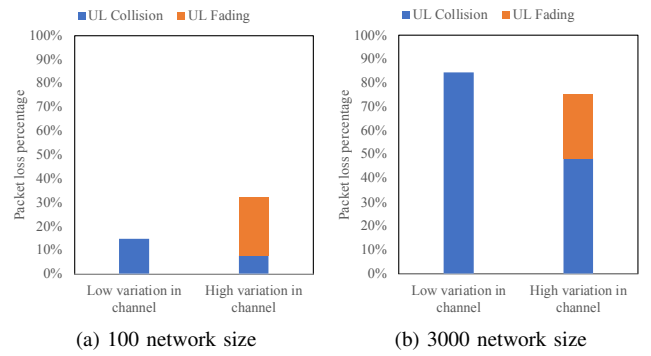 UL Collision UL Fading
100%
90%
80%
70%
60%
50%
40%
30%
20%
10%
0%
Packet loss percentage
Low variation in channel
High variation in channel
(a) 100 network size
UL Collision UL Fading
100%
90%
80%
70%
60%
50%
40%
30%
20%
10%
0%
Packet loss percentage
Low variation in channel
High variation in channel
(b) 3000 network size